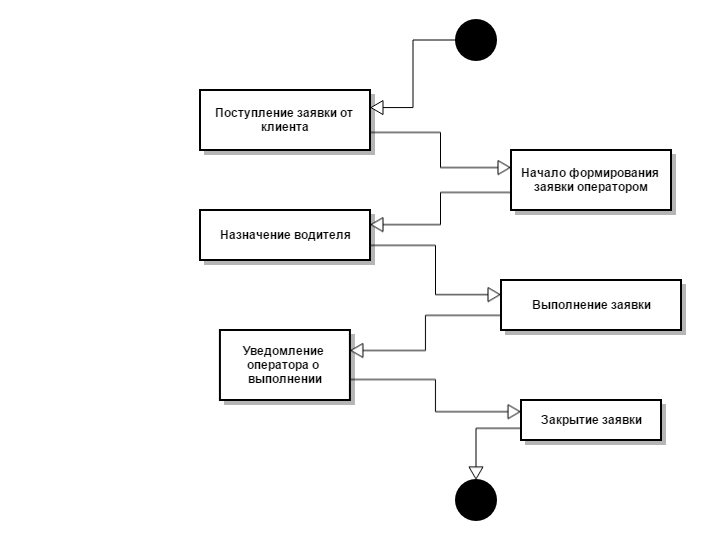 Поступление заявки от
клиента
Начало формирования
заявки оператором
Назначение водителя
Выполнение заявки
Уведомление
оператора о
выполнении
Закрытие заявки